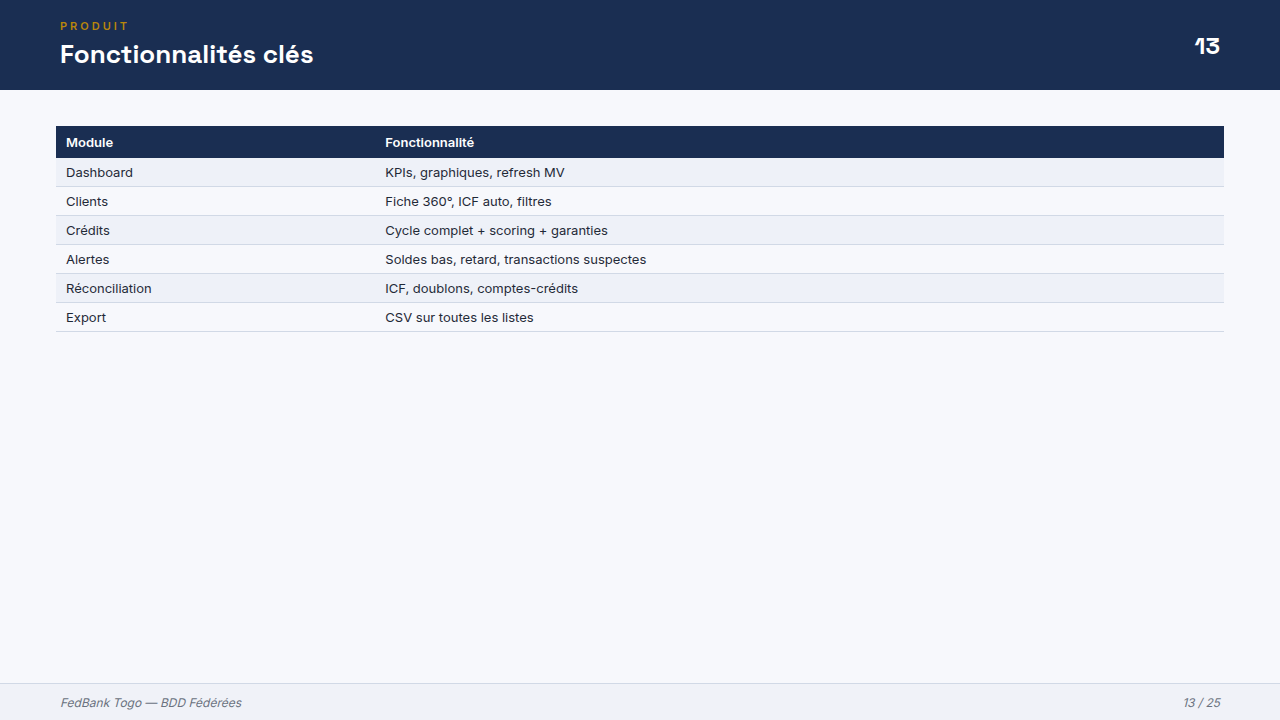 PRODUIT
Fonctionnalités clés
13
Module Fonctionnalité
Dashboard KPIs, graphiques, refresh MV
Clients Fiche 360°, ICF auto, filtres
Crédits Cycle complet + scoring + garanties
Alertes Soldes bas, retard, transactions suspectes
Réconciliation ICF, doublons, comptes-crédits
Export CSV sur toutes les listes
FedBank Togo — BDD Fédérées
13 / 25